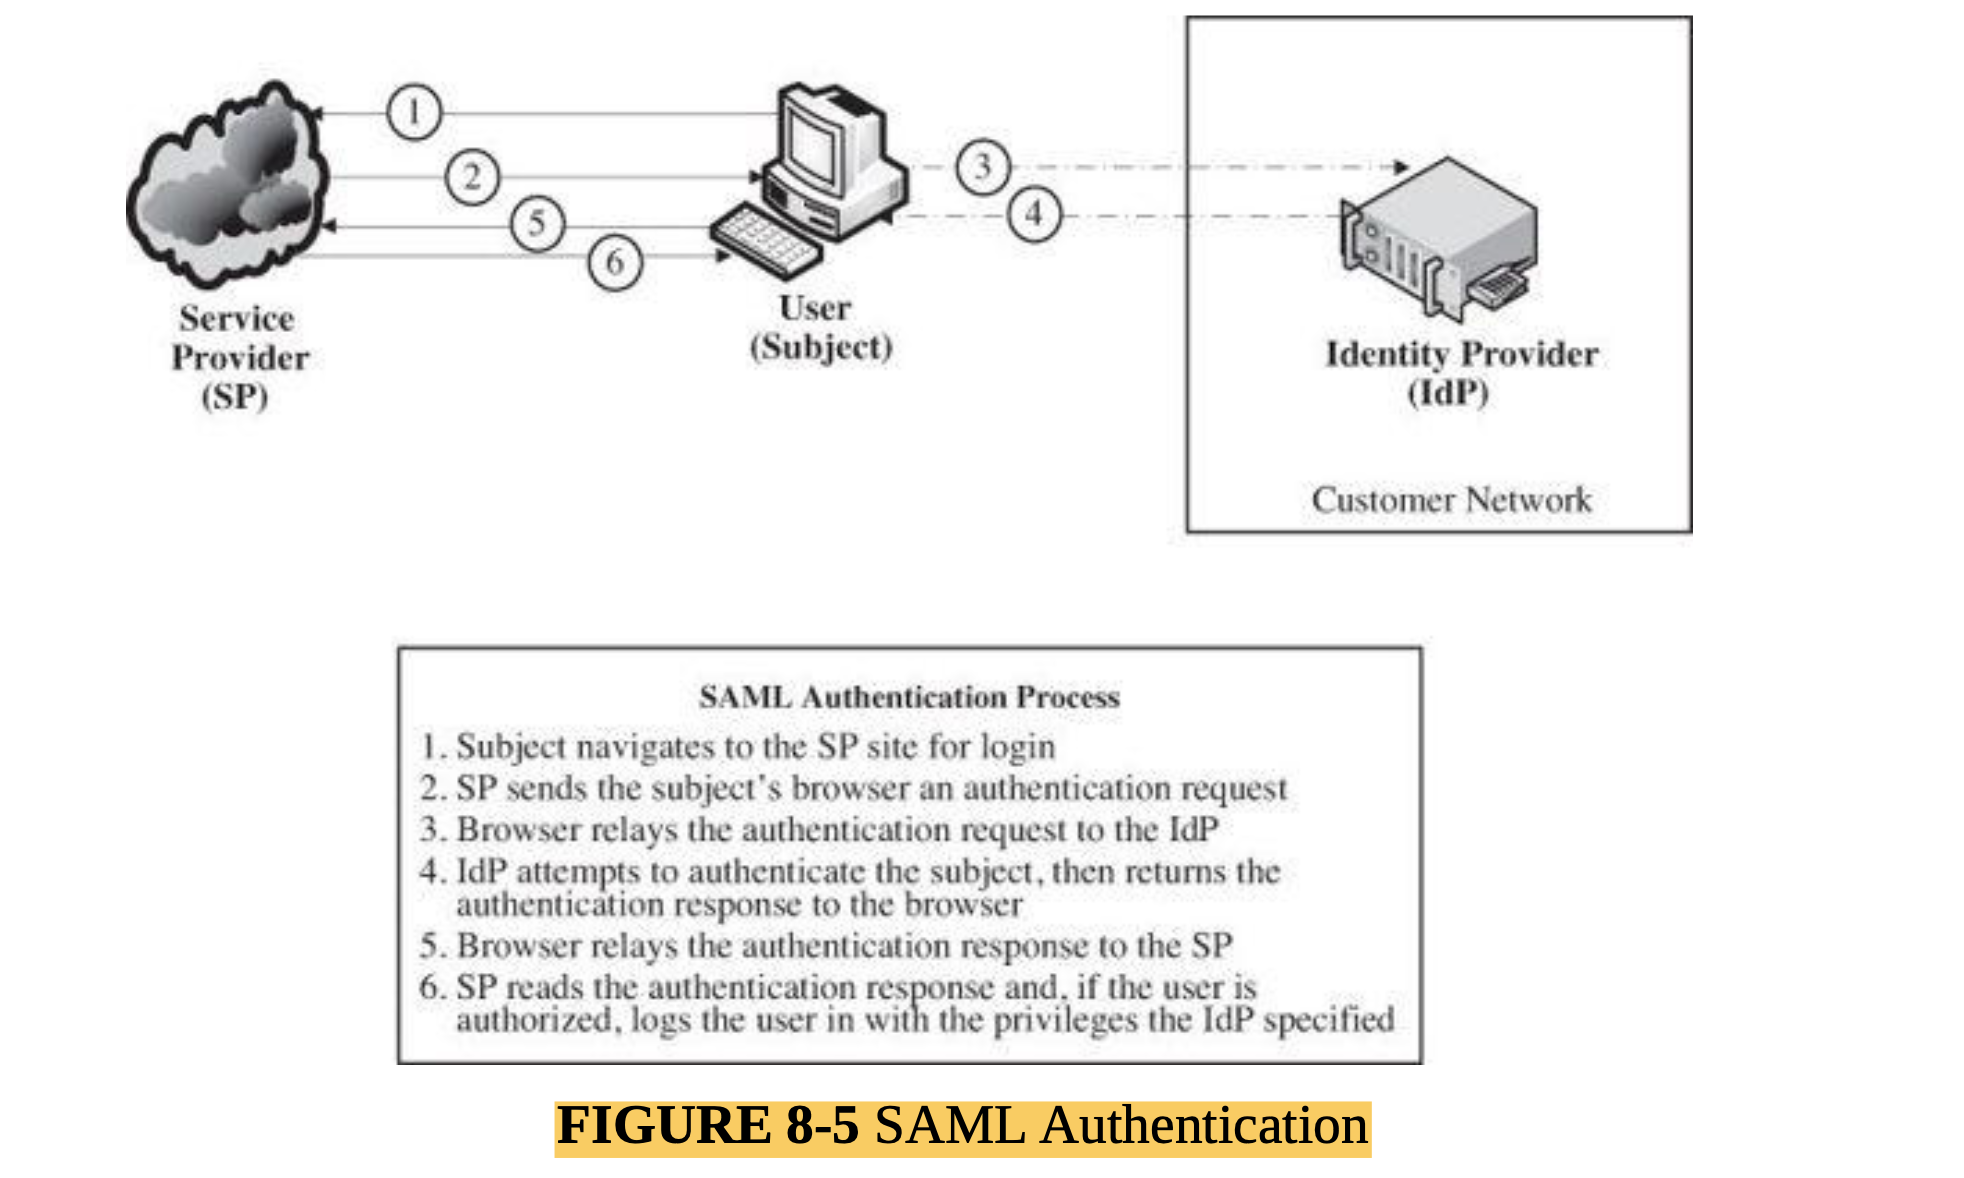 1
2
3
4
5
6
Service
Provider
(SP)
User
(Subject)
Identity Provider
(IdP)
Customer Network
SAML Authentication Process
1. Subject navigates to the SP site for login
2. SP sends the subject's browser an authentication request
3. Browser relays the authentication request to the IdP
4. IdP attempts to authenticate the subject, then returns the
authentication response to the browser
5. Browser relays the authentication response to the SP
6. SP reads the authentication response and, if the user is
authorized, logs the user in with the privileges the IdP specified
FIGURE 8-5 SAML Authentication